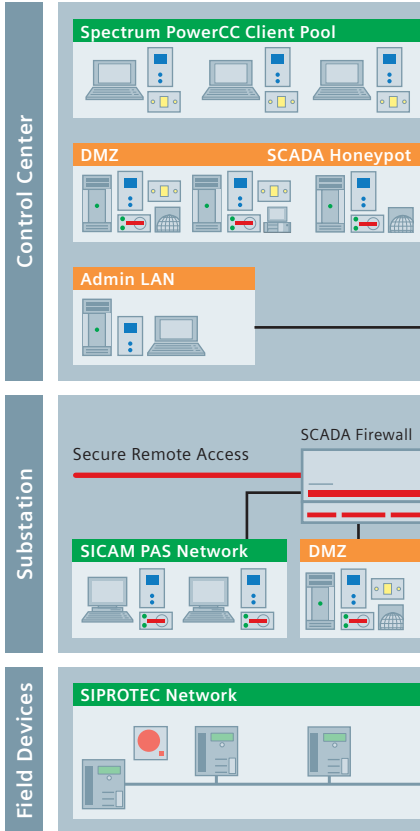 Control Center
Spectrum PowerCC Client Pool
DMZ
SCADA Honeypot
Admin LAN
Substation
SCADA Firewall
Secure Remote Access
SICAM PAS Network
DMZ
Field Devices
SIPROTEC Network